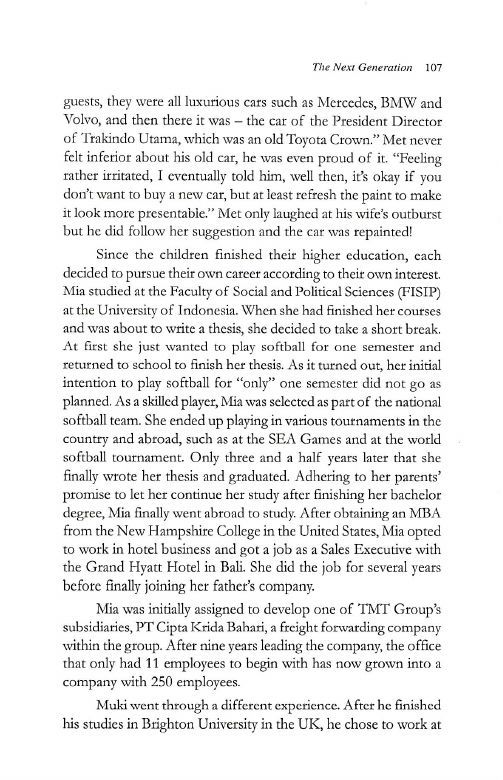 The Next Generation 107
guests, they were all luxurious cars such as Mercedes, BMW and
Volvo, and then there it was – the car of the President Director
of Trakindo Utama, which was an old Toyota Crown.” Met never
felt inferior about his old car, he was even proud of it. “Feeling
rather irritated, I eventually told him, well then, it’s okay if you
don’t want to buy a new car, but at least refresh the paint to make
it look more presentable.” Met only laughed at his wife’s outburst
but he did follow her suggestion and the car was repainted!
Since the children finished their higher education, each
decided to pursue their own career according to their own interest.
Mia studied at the Faculty of Social and Political Sciences (FISIP)
at the University of Indonesia. When she had finished her courses
and was about to write a thesis, she decided to take a short break.
At first she just wanted to play softball for one semester and
returned to school to finish her thesis. As it turned out, her initial
intention to play softball for “only” one semester did not go as
planned. As a skilled player, Mia was selected as part of the national
softball team. She ended up playing in various tournaments in the
country and abroad, such as at the SEA Games and at the world
softball tournament. Only three and a half years later that she
finally wrote her thesis and graduated. Adhering to her parents’
promise to let her continue her study after finishing her bachelor
degree, Mia finally went abroad to study. After obtaining an MBA
from the New Hampshire College in the United States, Mia opted
to work in hotel business and got a job as a Sales Executive with
the Grand Hyatt Hotel in Bali. She did the job for several years
before finally joining her father’s company.
Mia was initially assigned to develop one of TMT Group’s
subsidiaries, PT Cipta Krida Bahari, a freight forwarding company
within the group. After nine years leading the company, the office
that only had 11 employees to begin with has now grown into a
company with 250 employees.
Muki went through a different experience. After he finished
his studies in Brighton University in the UK, he chose to work at